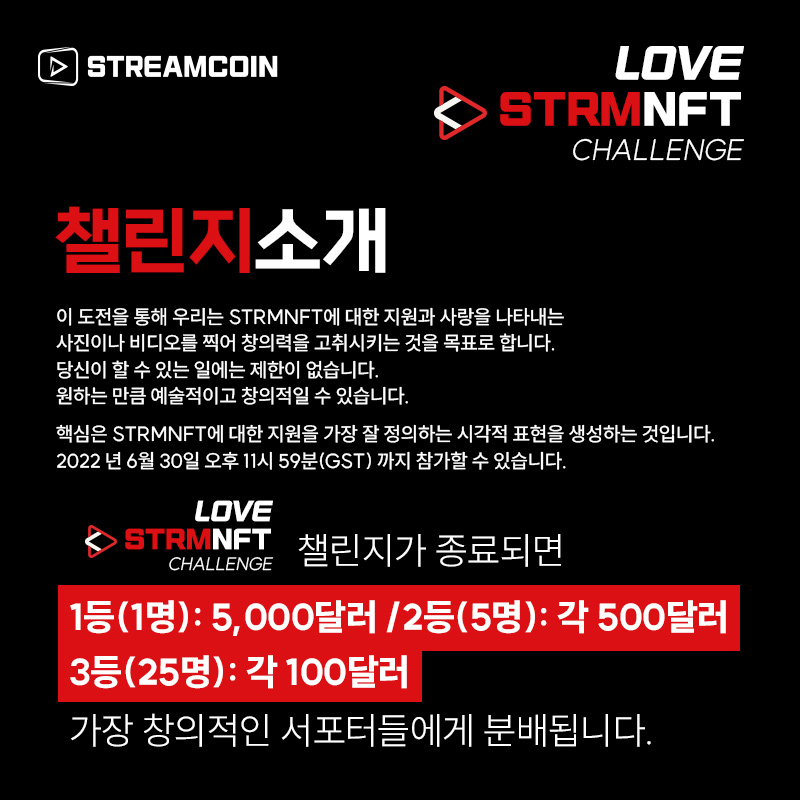 STREAMCOIN
LOVE
STRMNFT
CHALLENGE
챌린지소개
이 도전을 통해 우리는 STRMNFT에 대한 지원과 사랑을 나타내는
사진이나 비디오를 찍어 창의력을 고취시키는 것을 목표로 합니다.
당신이 할 수 있는 일에는 제한이 없습니다.
원하는 만큼 예술적이고 창의적일 수 있습니다.
핵심은 STRMNFT에 대한 지원을 가장 잘 정의하는 시각적 표현을 생성하는 것입니다.
2022 년 6월 30일 오후 11시 59분(GST) 까지 참가할 수 있습니다.
LOVE
STRMNFT
CHALLENGE
챌린지가 종료되면
1등(1명): 5,000달러 /2등(5명): 각 500달러
3등(25명): 각 100달러
가장 창의적인 서포터들에게 분배됩니다.